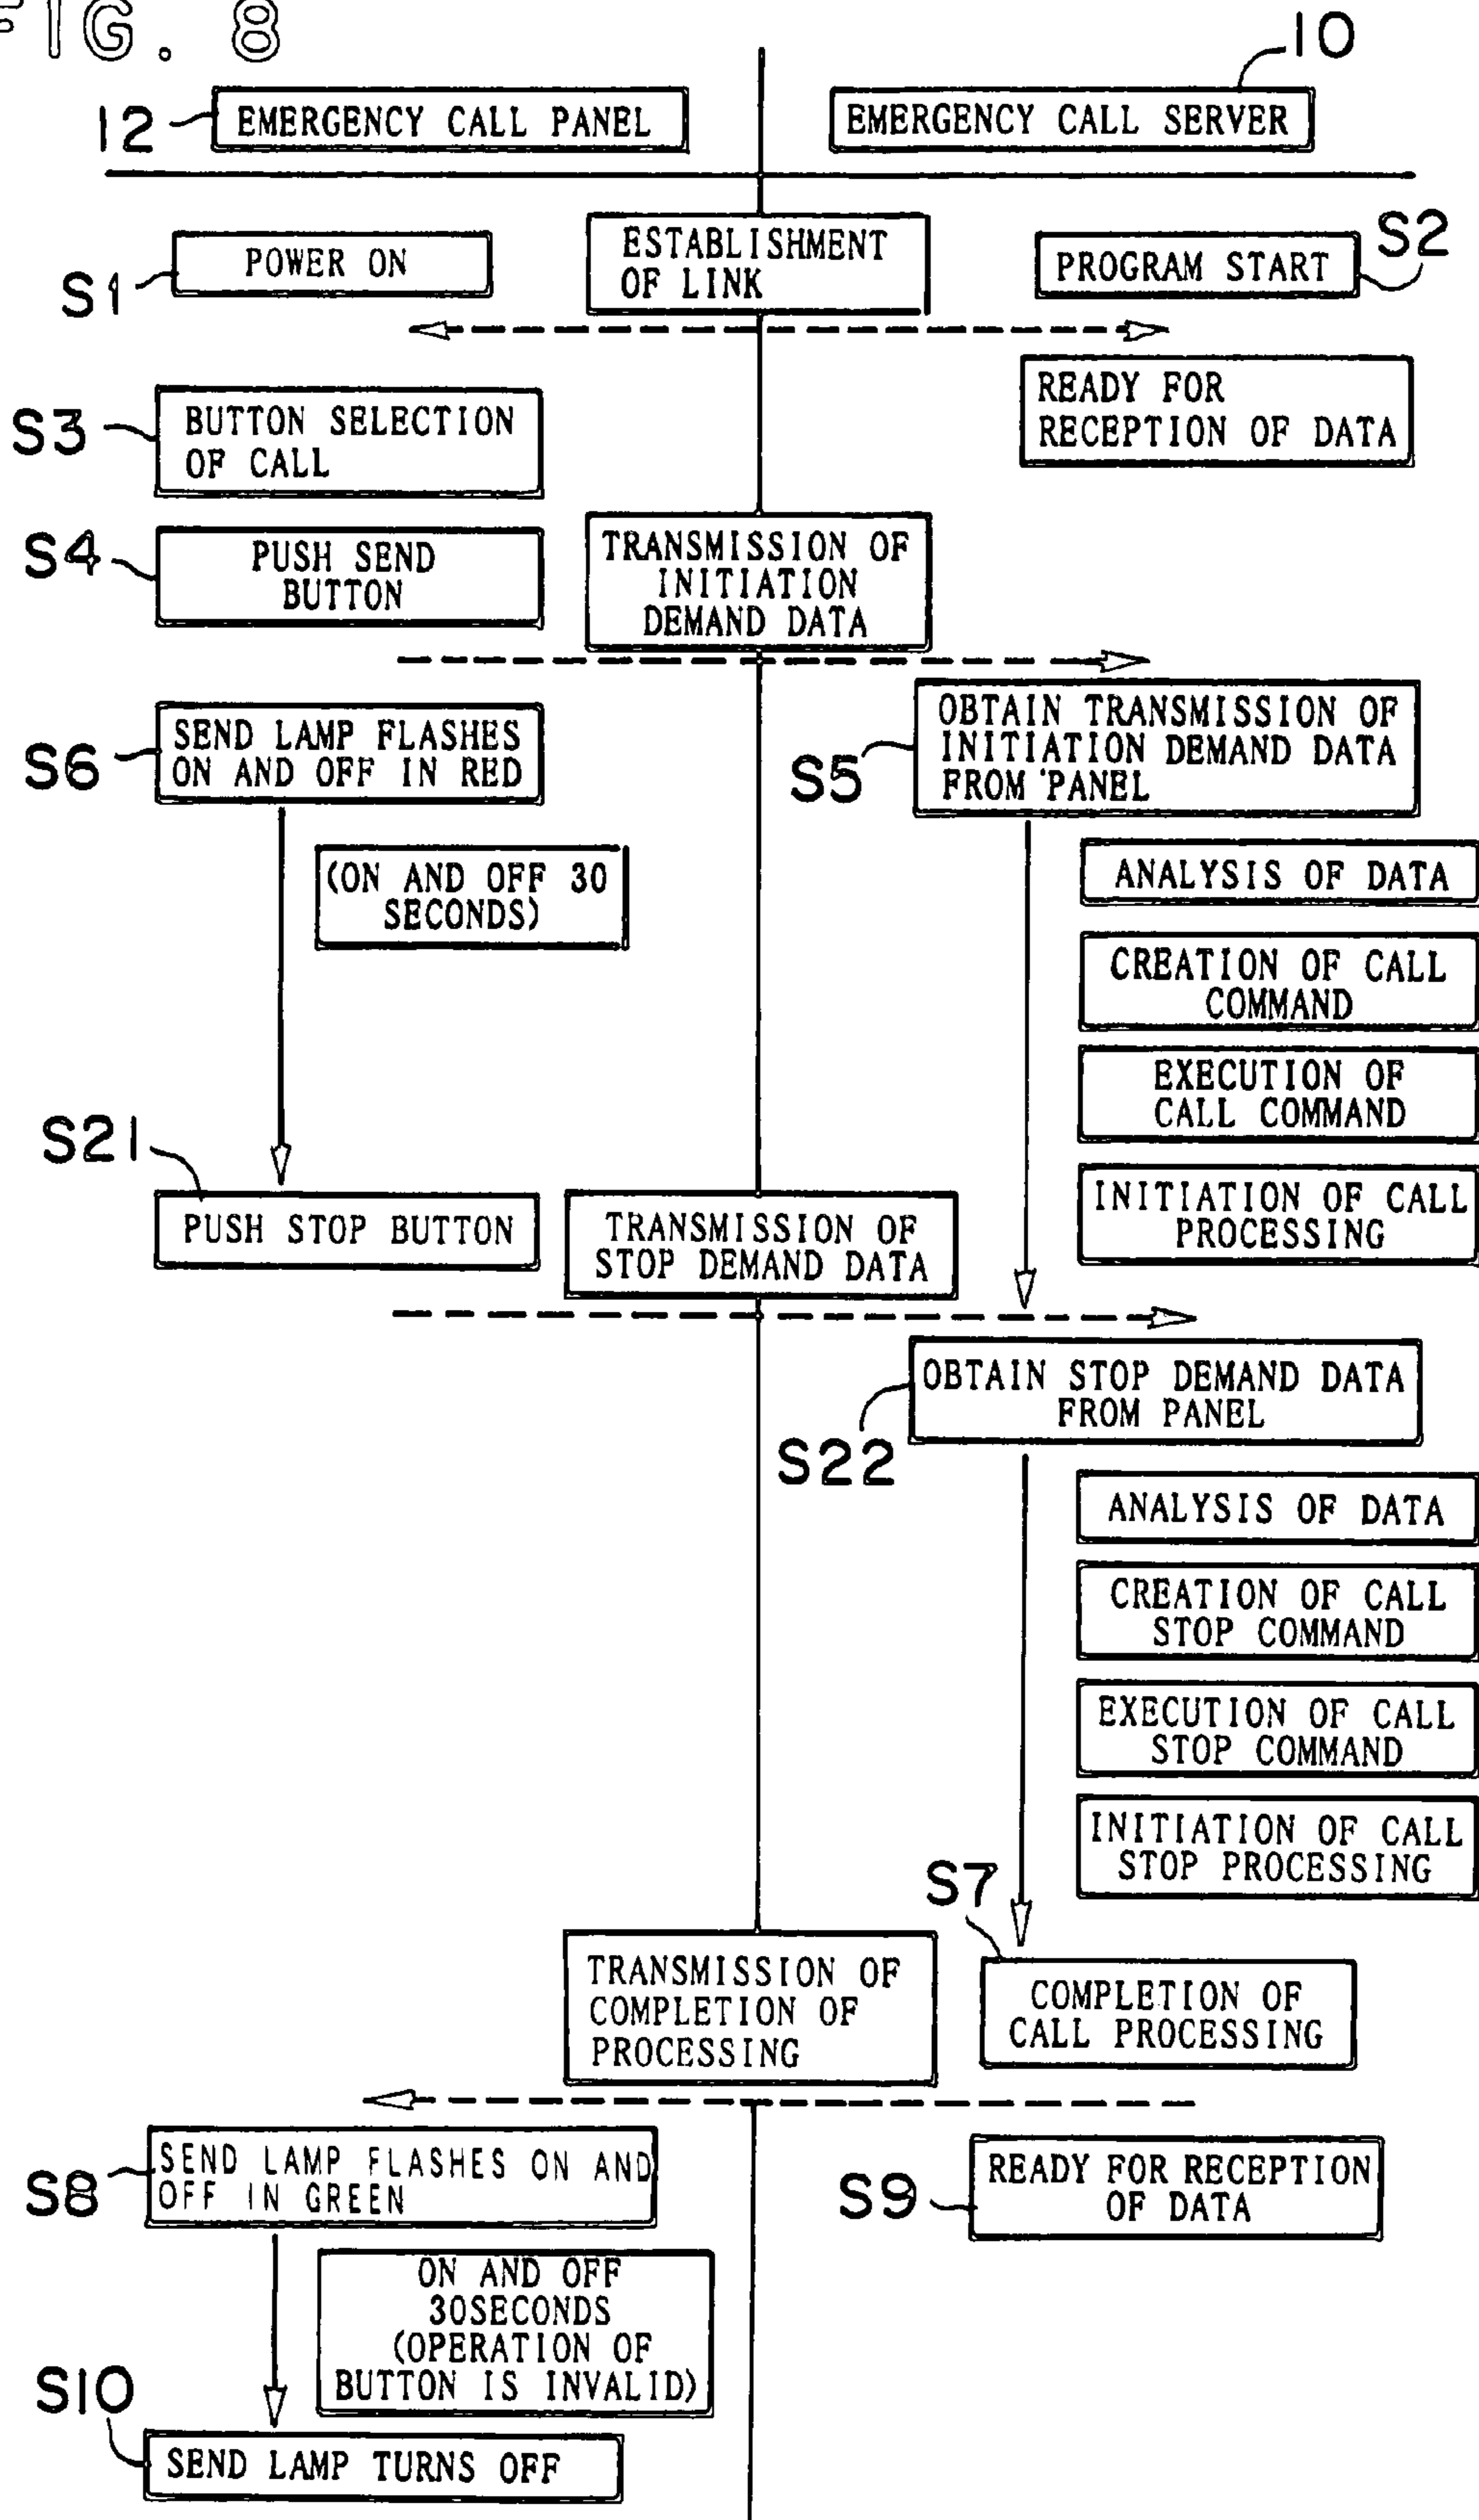 FIG. 8
10
12
EMERGENCY CALL PANEL
EMERGENCY CALL SERVER
S1
POWER ON
ESTABLISHMENT
OF LINK
PROGRAM START
S2
READY FOR
RECEPTION OF DATA
S3
BUTTON SELECTION
OF CALL
S4
PUSH SEND
BUTTON
TRANSMISSION OF
INITIATION
DEMAND DATA
S6
SEND LAMP FLASHES
ON AND OFF IN RED
S5
OBTAIN TRANSMISSION OF
INITIATION DEMAND DATA
FROM PANEL
(ON AND OFF 30
SECONDS)
ANALYSIS OF DATA
CREATION OF CALL
COMMAND
EXECUTION OF
CALL COMMAND
INITIATION OF CALL
PROCESSING
S21
PUSH STOP BUTTON
TRANSMISSION OF
STOP DEMAND DATA
S22
OBTAIN STOP DEMAND DATA
FROM PANEL
ANALYSIS OF DATA
CREATION OF CALL
STOP COMMAND
EXECUTION OF CALL
STOP COMMAND
INITIATION OF CALL
STOP PROCESSING
S7
TRANSMISSION OF
COMPLETION OF
PROCESSING
COMPLETION OF
CALL PROCESSING
S8
SEND LAMP FLASHES ON AND
OFF IN GREEN
S9
READY FOR RECEPTION
OF DATA
ON AND OFF
30SECONDS
(OPERATION OF
BUTTON IS INVALID)
S10
SEND LAMP TURNS OFF